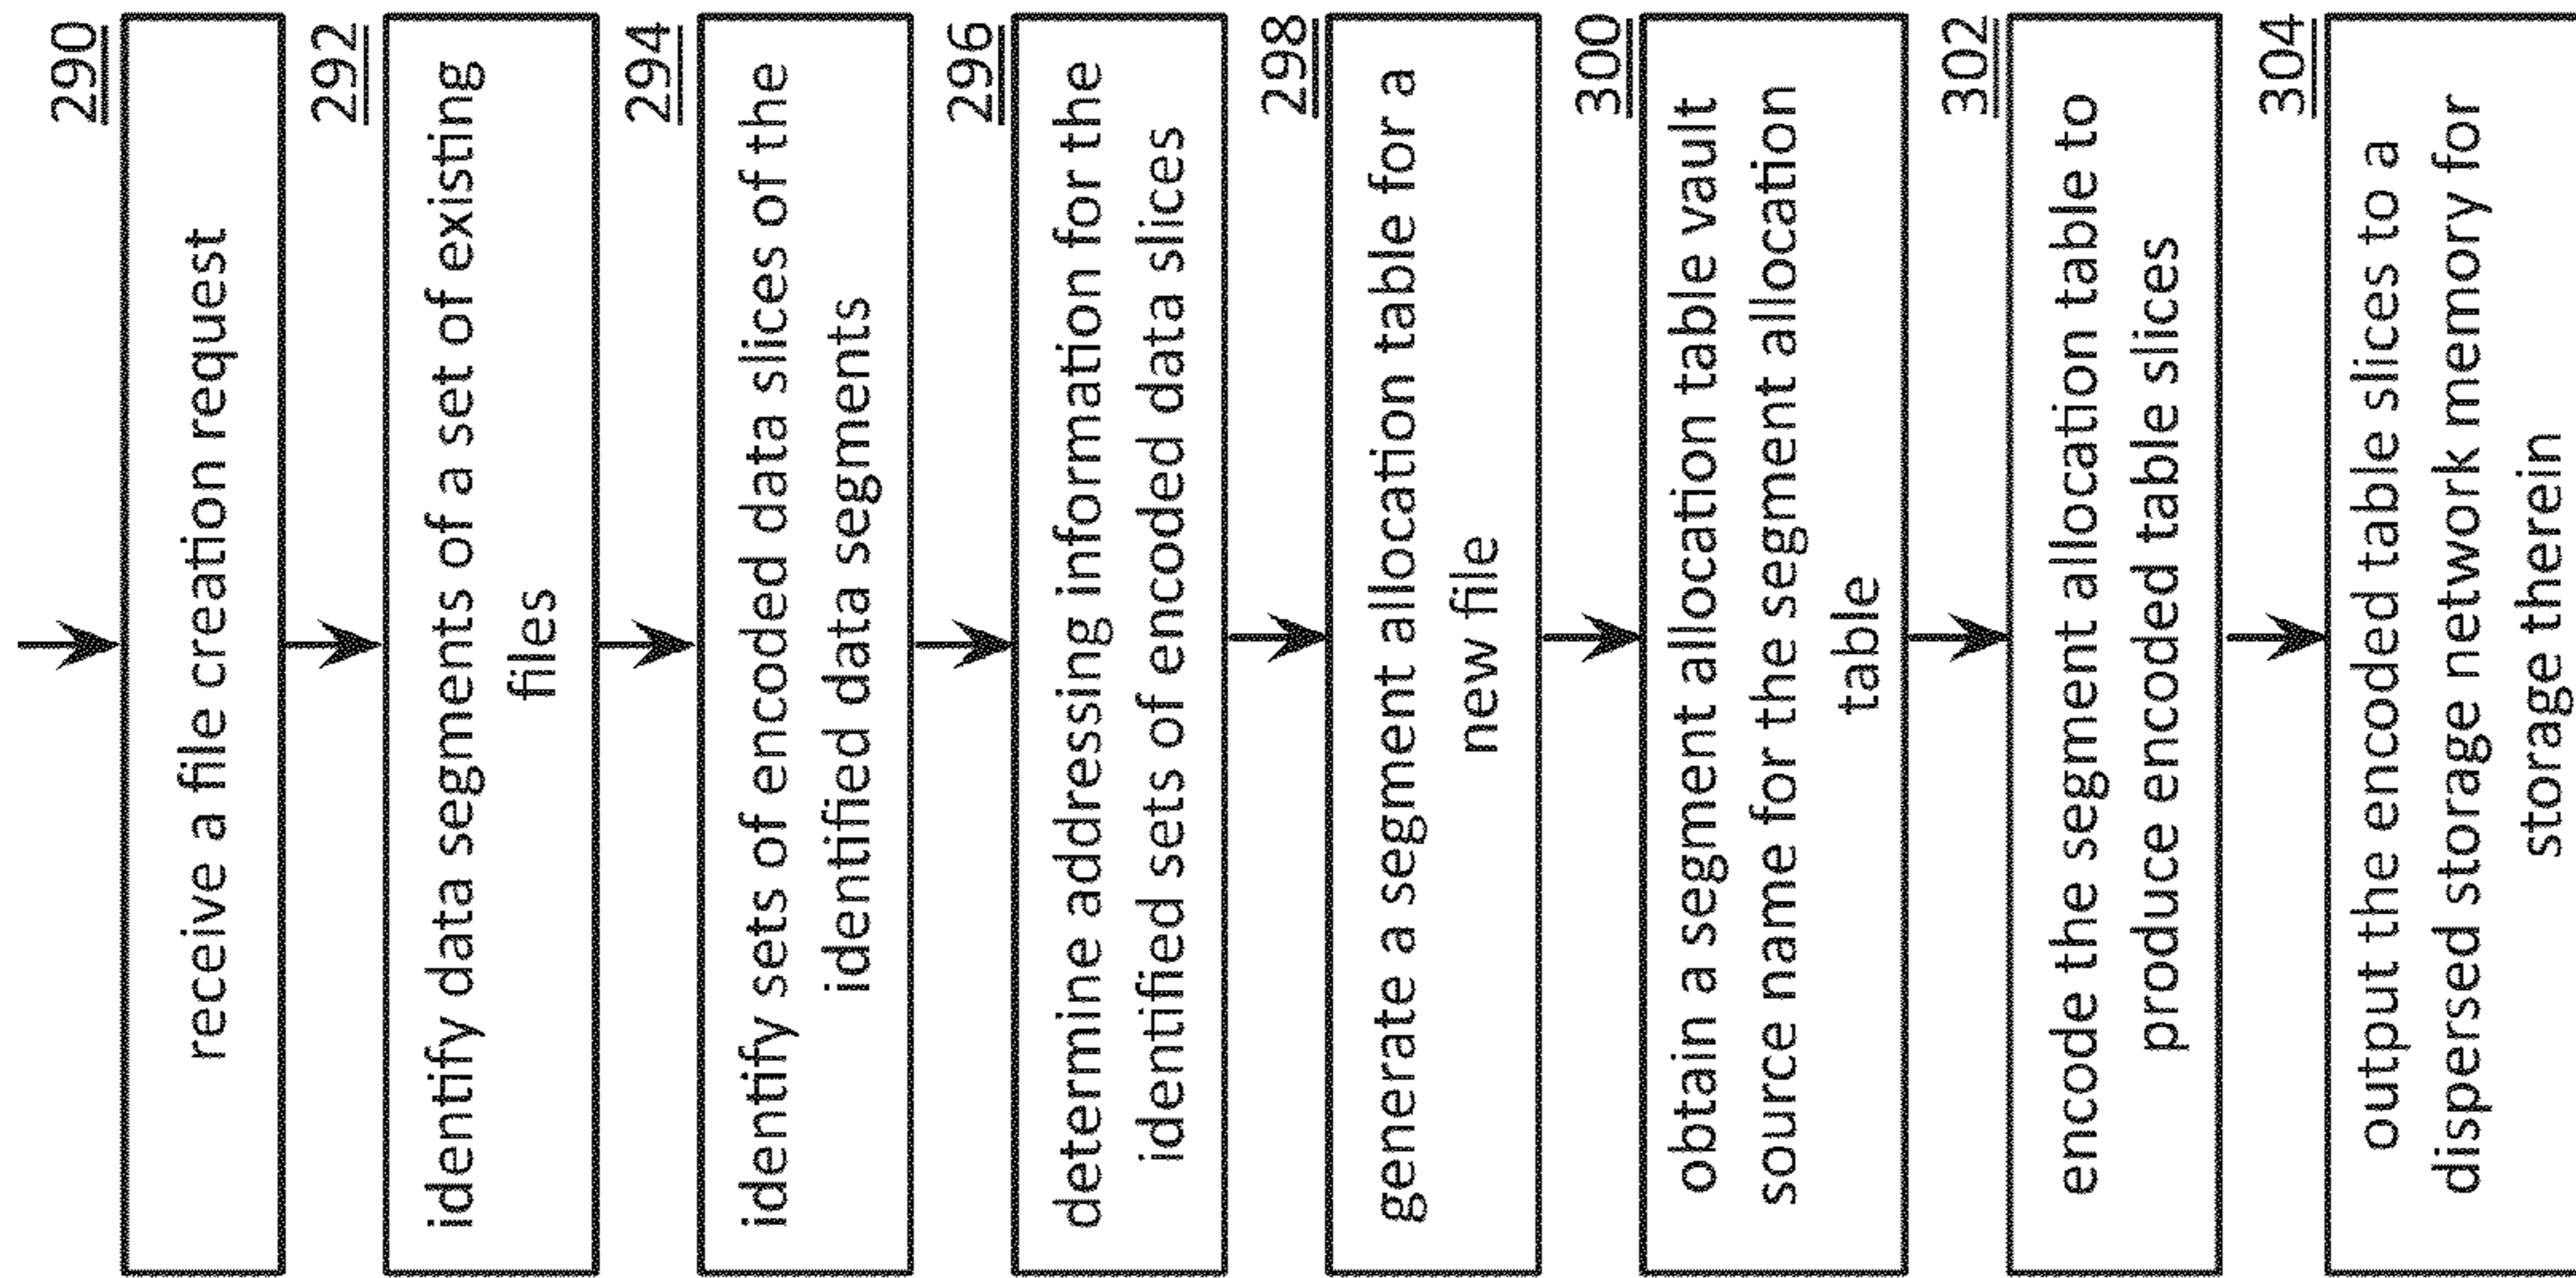 290
receive a file creation request
292
identify data segments of a set of existing
files
294
identify sets of encoded data slices of the
identified data segments
296
determine addressing information for the
identified sets of encoded data slices
298
generate a segment allocation table for a
new file
300
obtain a segment allocation table vault
source name for the segment allocation
table
302
encode the segment allocation table to
produce encoded table slices
304
output the encoded table slices to a
dispersed storage network memory for
storage therein